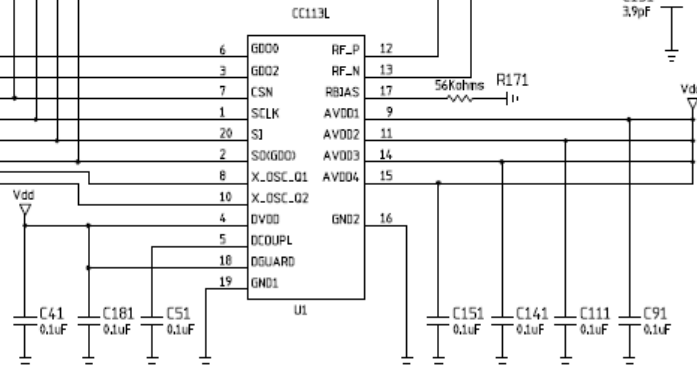 CC113L
3.9pF
6 GDO0 RF_P 12
3 GDO2 RF_N 13
7 CSN RBIAS 17 56Kohms R171
1 SCLK AVDD1 9
20 SI AVDD2 11
2 SO(GDO) AVDD3 14
8 X_OSC_Q1 AVDD4 15
10 X_OSC_Q2
Vdd
4 DVDD GND2 16
5 DCOUPL
18 DGUARD
19 GND1
U1
C41 C181 C51 C151 C141 C111 C91
0.1uF 0.1uF 0.1uF 0.1uF 0.1uF 0.1uF 0.1uF